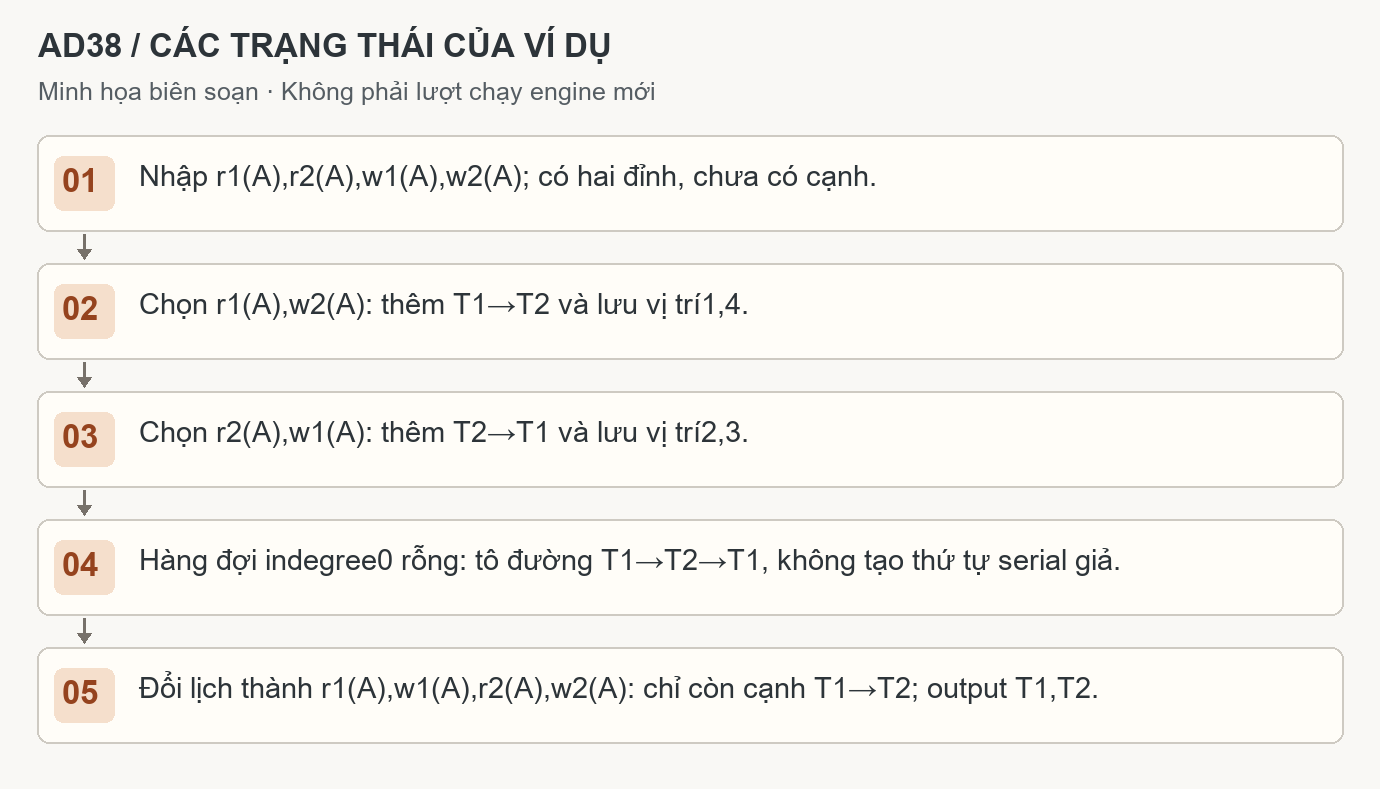 AD38 / CÁC TRẠNG THÁI CỦA VÍ DỤ
Minh họa biên soạn · Không phải lượt chạy engine mới
01 Nhập r1(A),r2(A),w1(A),w2(A); có hai đỉnh, chưa có cạnh.
02 Chọn r1(A),w2(A): thêm T1→T2 và lưu vị trí1,4.
03 Chọn r2(A),w1(A): thêm T2→T1 và lưu vị trí2,3.
04 Hàng đợi indegree0 rỗng: tô đường T1→T2→T1, không tạo thứ tự serial giả.
05 Đổi lịch thành r1(A),w1(A),r2(A),w2(A): chỉ còn cạnh T1→T2; output T1,T2.